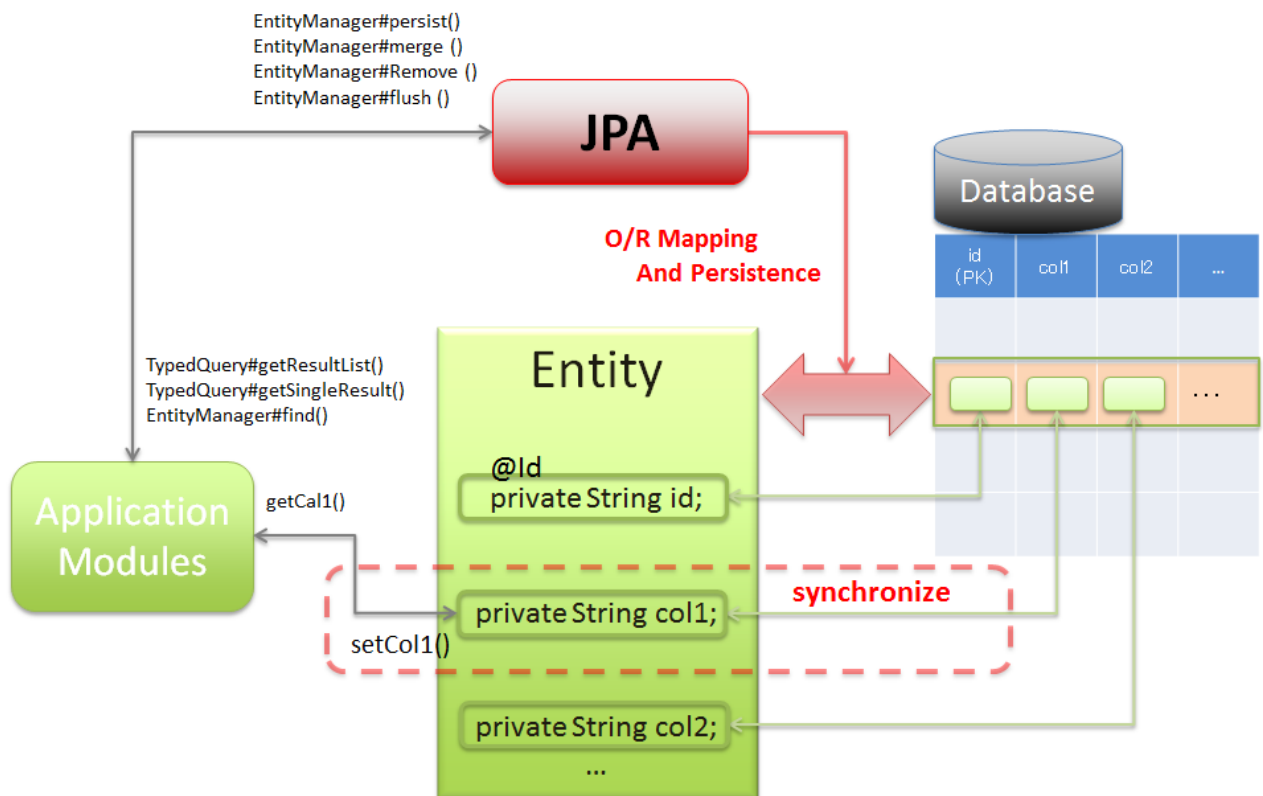 EntityManager#persist()
EntityManager#merge ()
EntityManager#Remove ()
EntityManager#flush ()
JPA
Database
O/R Mapping
And Persistence
id
(PK)
col1
col2
...
Entity
TypedQuery#getResultList()
TypedQuery#getSingleResult()
EntityManager#find()
...
@Id
private String id;
Application
Modules
getCal1()
synchronize
private String col1;
setCol1()
private String col2;
...